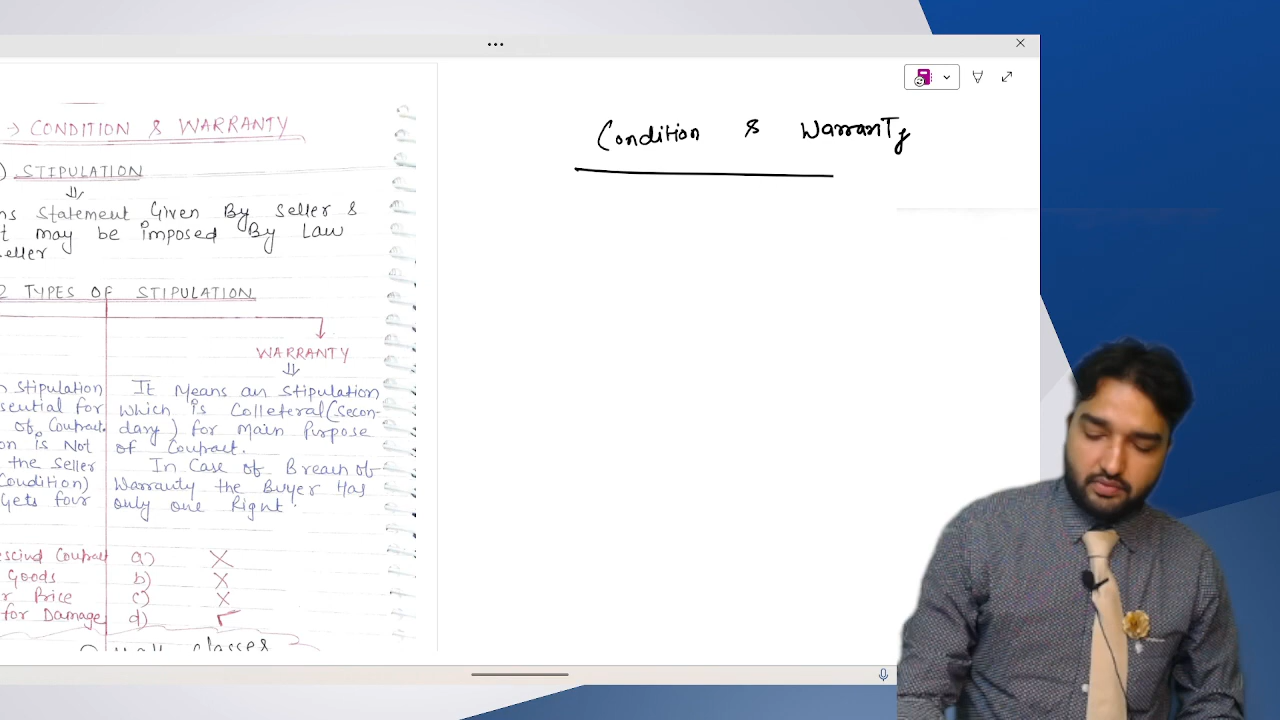 → CONDITION & WARRANTY
) STIPULATION
ns statement Given By seller &
t may be imposed By Law
eller
2 TYPES OF STIPULATION
WARRANTY
n stipulation
sential for
of Contract.
on is Not
the Seller
Condition)
Gets four
It Means an stipulation
which is Colleteral (Secon-
dary) for Main Purpose
of Contract.
In Case of Breach of
Warranty the Buyer Has
only one Right.
escind Contract a) ✗
Goods b) ✗
r Price c) ✗
for Damage d)
classes
Condition & Warranty